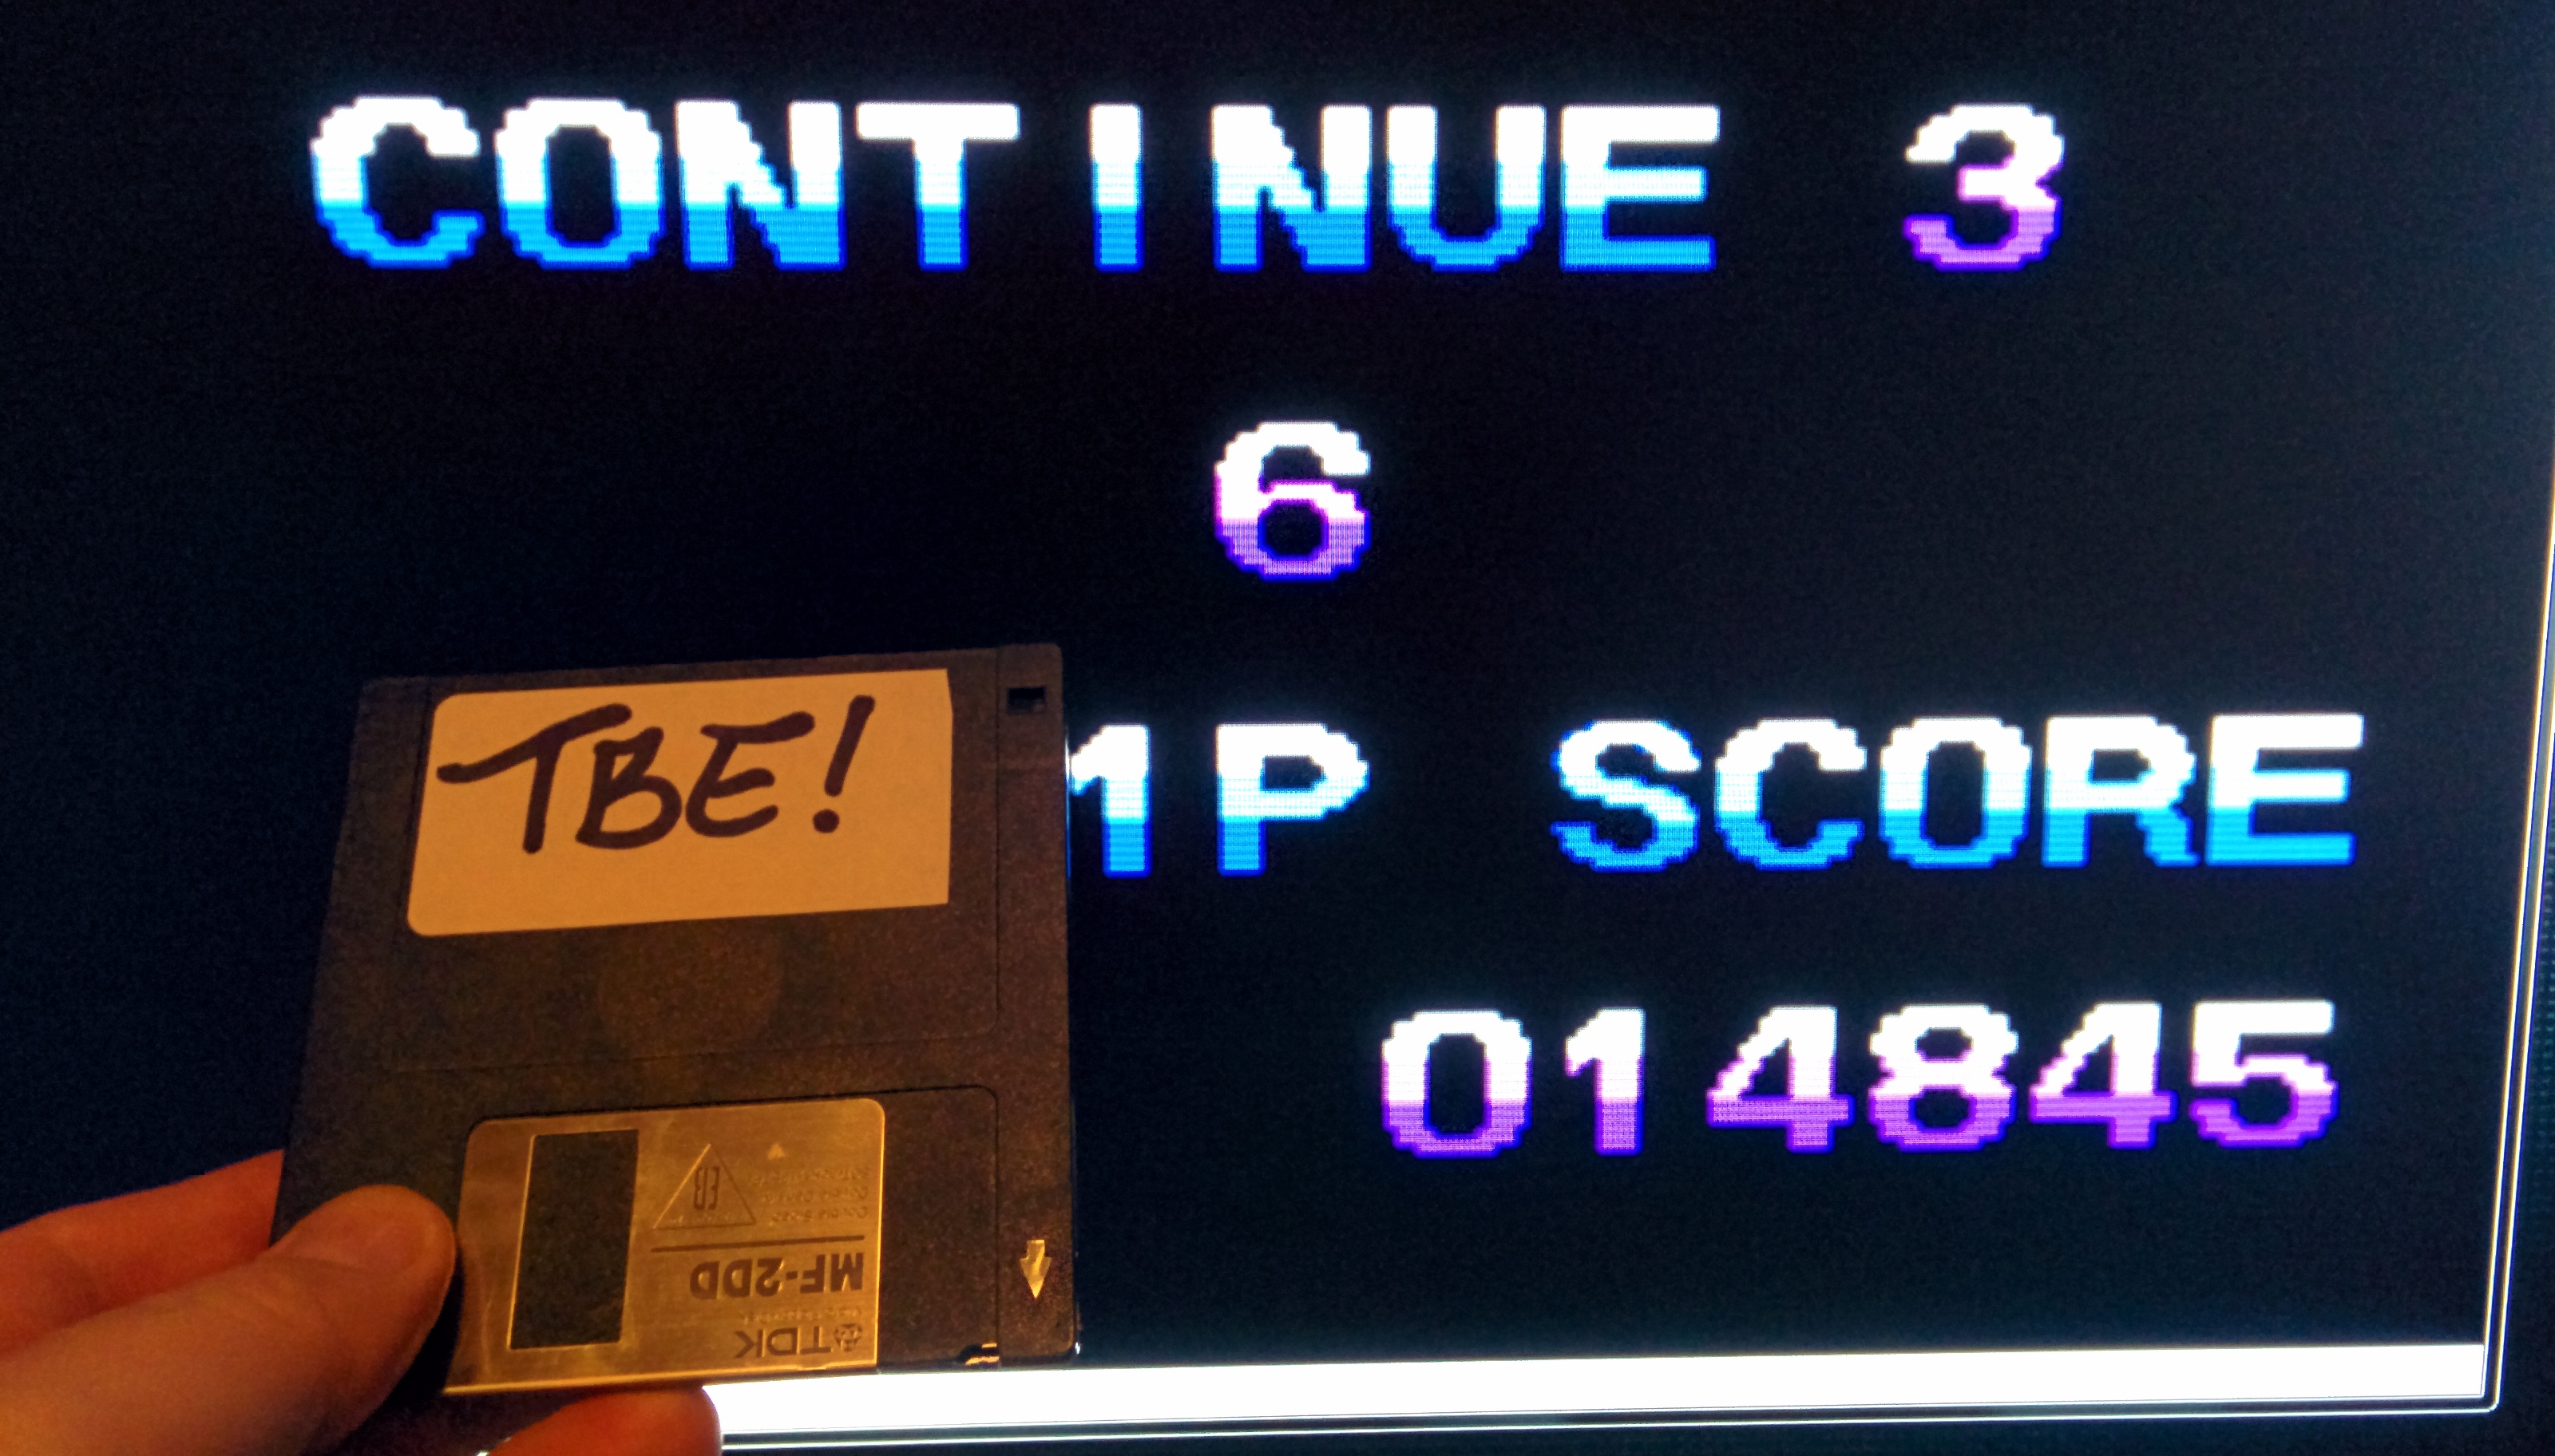 CONTINUE 3
6
1P SCORE
014845
TBE!
MF-2DD
TDK